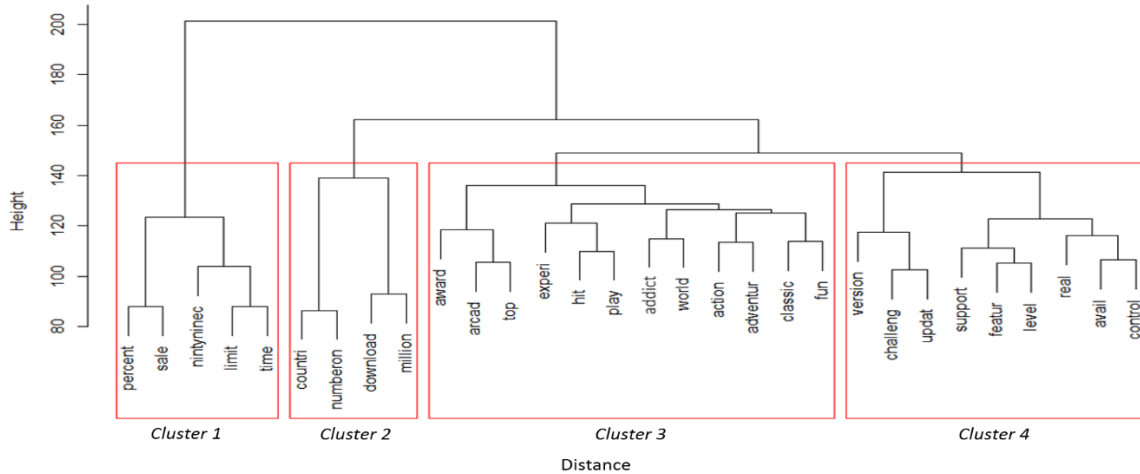 Height
200
180
160
140
120
100
80
percent
sale
nintyninec
limit
time
countri
numberon
download
million
award
arcad
top
experi
hit
play
addict
world
action
adventur
classic
fun
version
challeng
updat
support
featur
level
real
avail
control
Cluster 1
Cluster 2
Cluster 3
Cluster 4
Distance